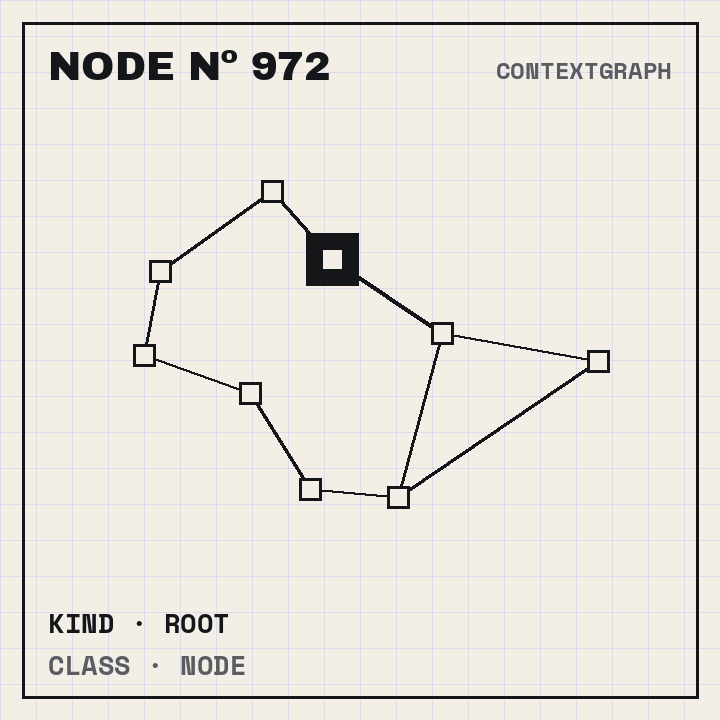 NODE Nº 972
CONTEXTGRAPH
KIND · ROOT
CLASS · NODE